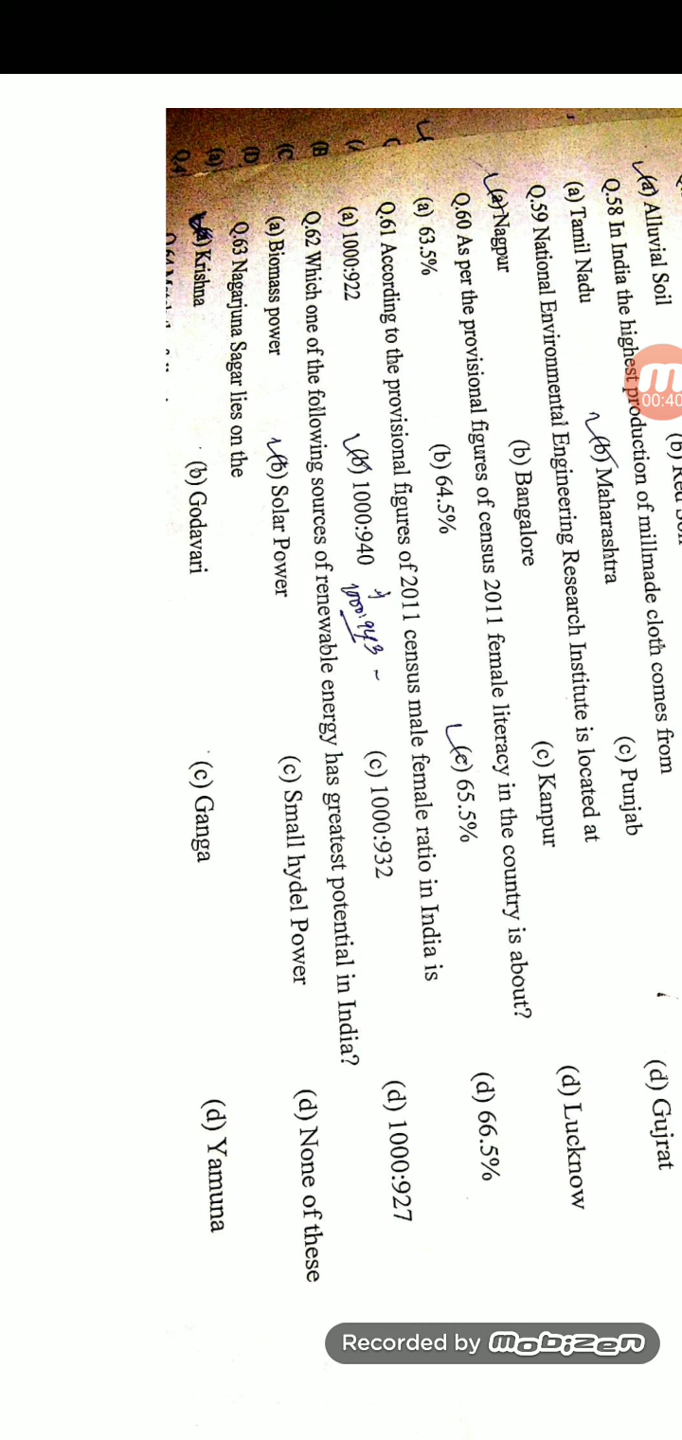 (a) Alluvial Soil
Q.58 In India the highest production of millmade cloth comes from
(a) Tamil Nadu (b) Maharashtra (c) Punjab (d) Gujrat
Q.59 National Environmental Engineering Research Institute is located at
(a) Nagpur (b) Bangalore (c) Kanpur (d) Lucknow
Q.60 As per the provisional figures of census 2011 female literacy in the country is about?
(a) 63.5% (b) 64.5% (c) 65.5% (d) 66.5%
Q.61 According to the provisional figures of 2011 census male female ratio in India is
(a) 1000:922 (b) 1000:940 (c) 1000:932 (d) 1000:927
1000:943
Q.62 Which one of the following sources of renewable energy has greatest potential in India?
(a) Biomass power (b) Solar Power (c) Small hydel Power (d) None of these
Q.63 Nagarjuna Sagar lies on the
(a) Krishna (b) Godavari (c) Ganga (d) Yamuna
00:40
Recorded by mobizen